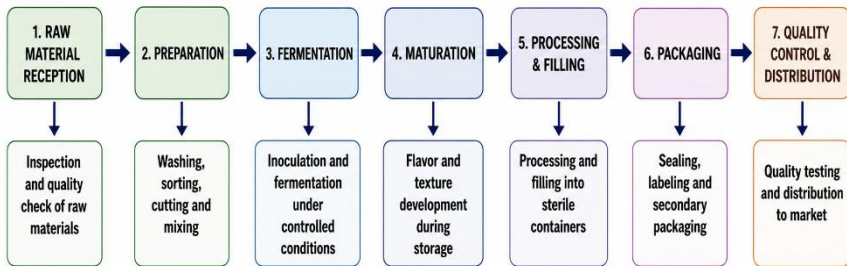 1. RAW
MATERIAL
RECEPTION
2. PREPARATION
3. FERMENTATION
4. MATURATION
5. PROCESSING
& FILLING
6. PACKAGING
7. QUALITY
CONTROL &
DISTRIBUTION
Inspection
and quality
check of raw
materials
Washing,
sorting,
cutting and
mixing
Inoculation and
fermentation
under
controlled
conditions
Flavor and
texture
development
during
storage
Processing and
filling into
sterile
containers
Sealing,
labeling and
secondary
packaging
Quality testing
and distribution
to market